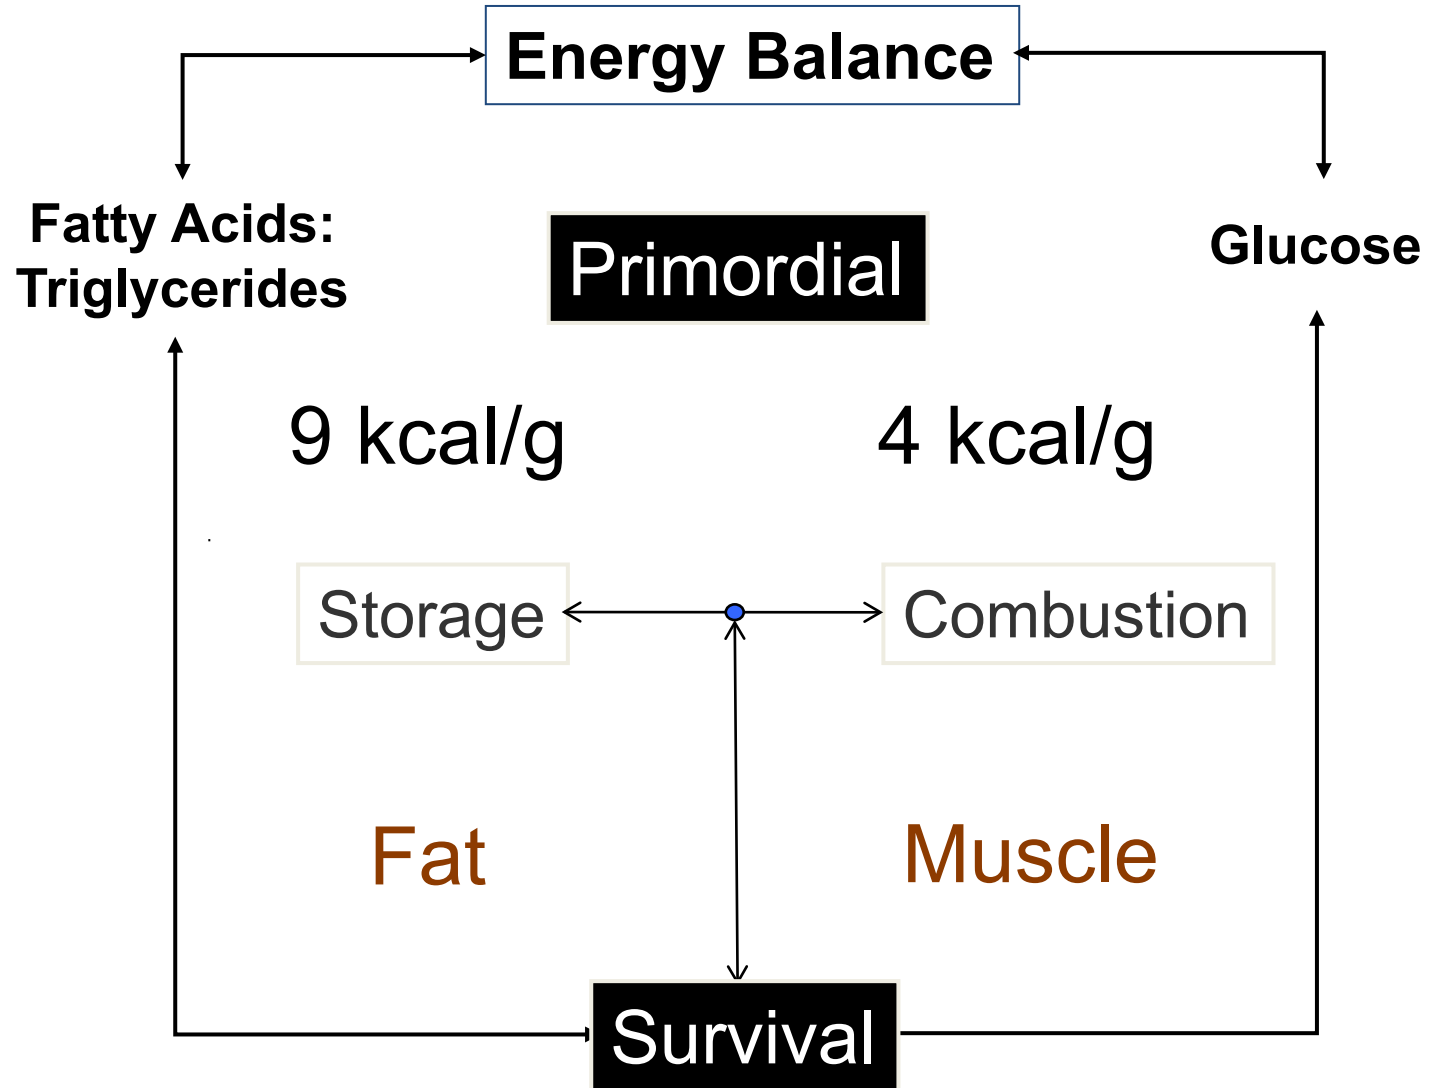 Energy Balance
Fatty Acids:
Triglycerides
Glucose
Primordial
9 kcal/g
4 kcal/g
Storage
Combustion
Fat
Muscle
Survival